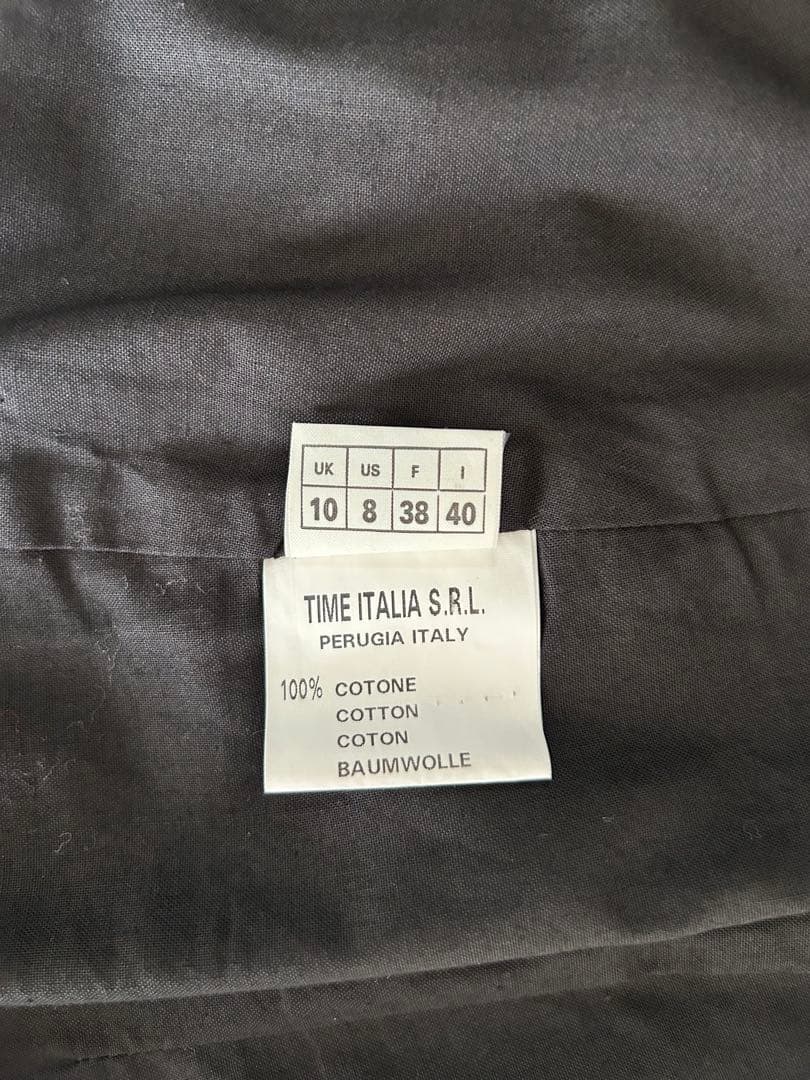 UK US F I
10 8 38 40
TIME ITALIA S.R.L.
PERUGIA ITALY
100% COTONE
COTTON
COTON
BAUMWOLLE